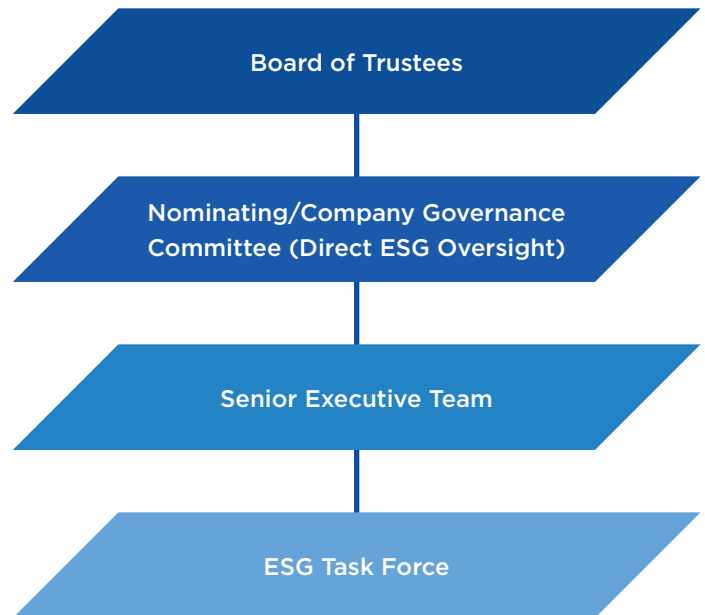 Board of Trustees
Nominating/Company Governance
Committee (Direct ESG Oversight)
Senior Executive Team
ESG Task Force